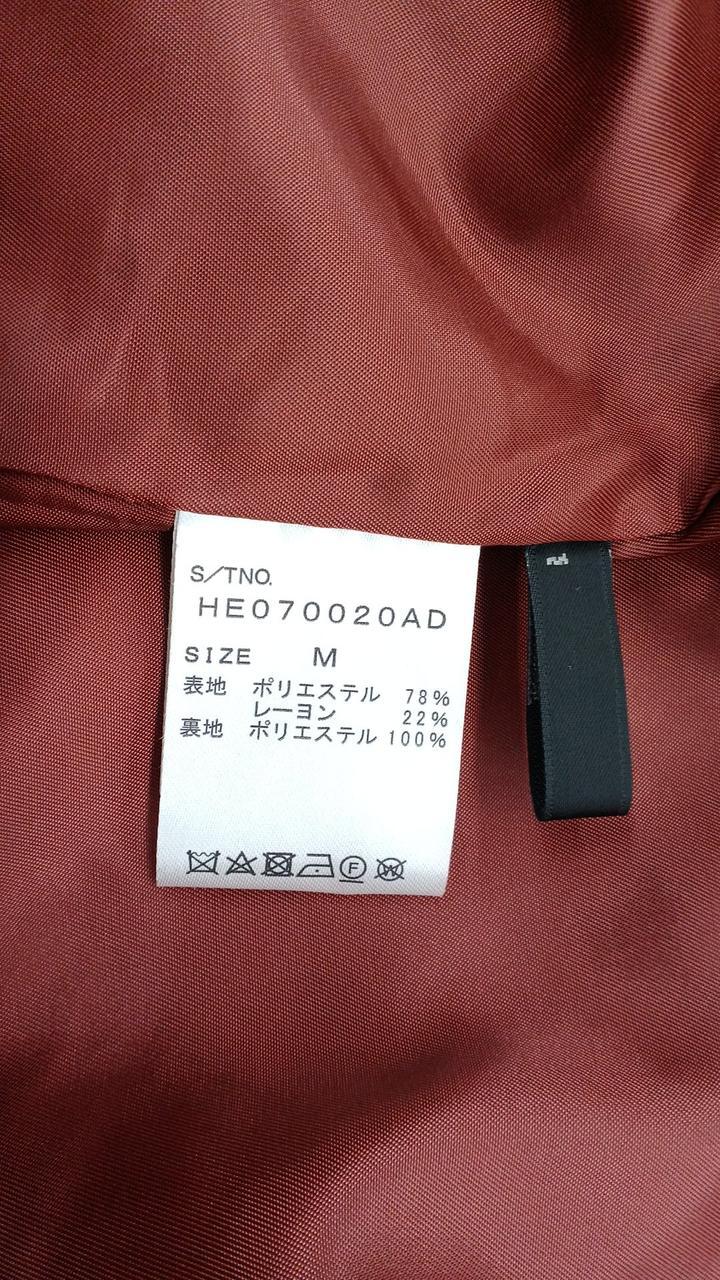 S/TNO.
HE070020AD
SIZE M
表地 ポリエステル 78%
レーヨン 22%
裏地 ポリエステル 100%
F W